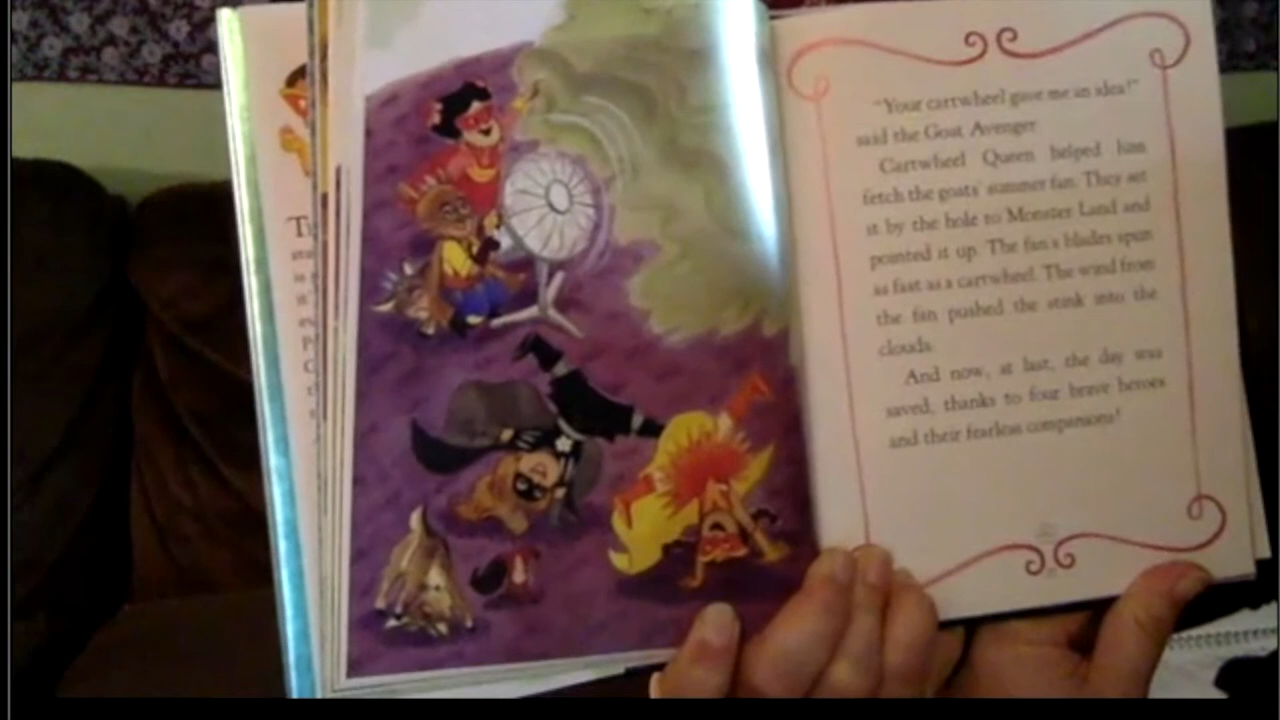 Tu
"Your cartwheel gave me an idea!"
said the Goat Avenger.
Cartwheel Queen helped him
fetch the goats' summer fan. They set
it by the hole to Monster Land and
pointed it up. The fan's blades spun
as fast as a cartwheel. The wind from
the fan pushed the stink into the
clouds.
And now, at last, the day was
saved, thanks to four brave heroes
and their fearless companions!